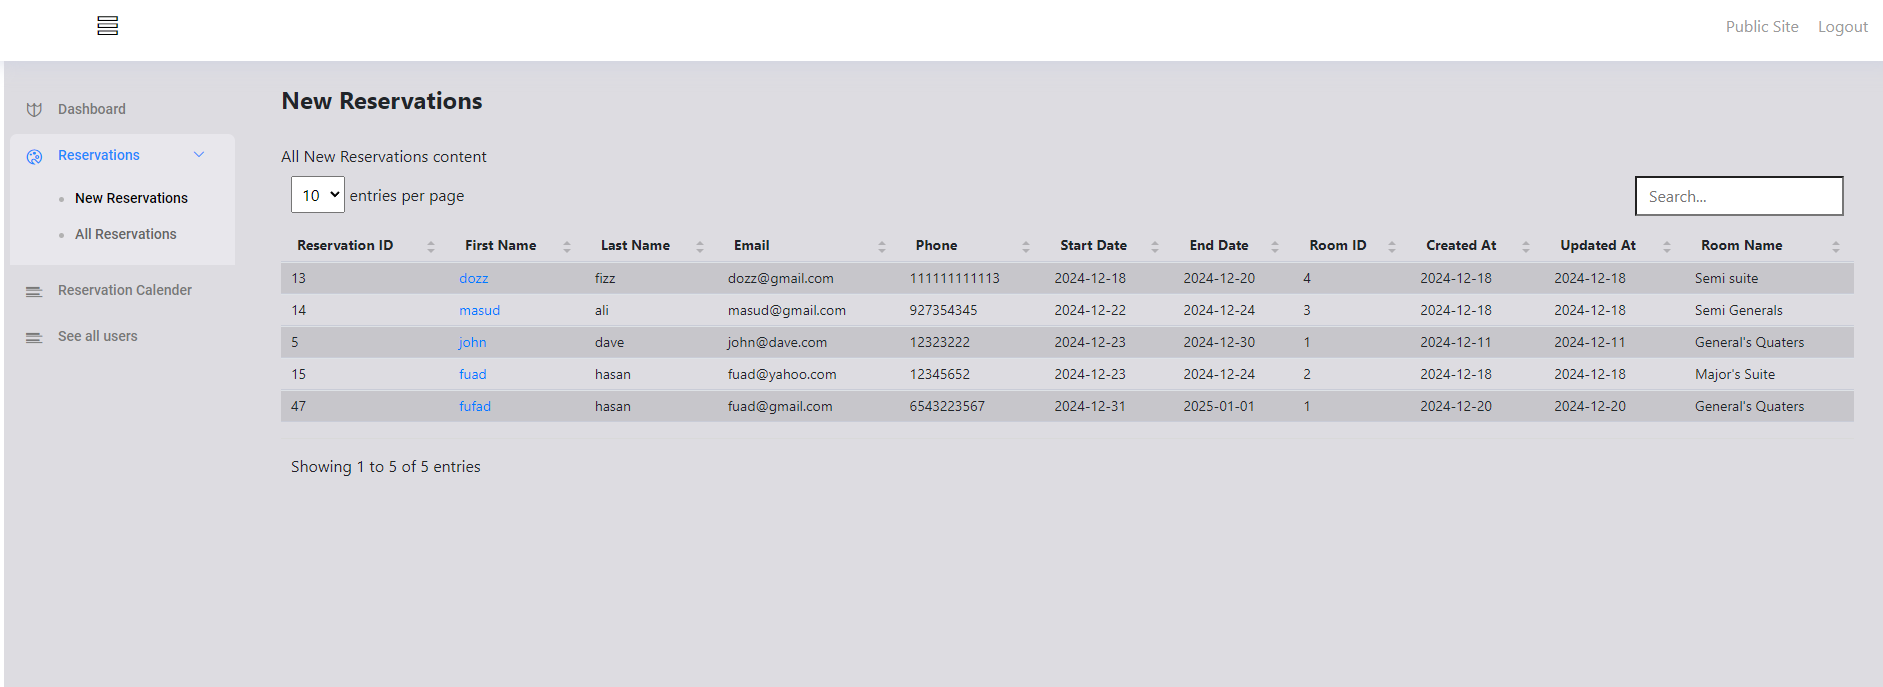 Public Site Logout
Dashboard
Reservations
New Reservations
All Reservations
Reservation Calender
See all users
New Reservations
All New Reservations content
10 entries per page
Search...
Reservation ID First Name Last Name Email Phone Start Date End Date Room ID Created At Updated At Room Name
13 dozz fizz dozz@gmail.com 111111111113 2024-12-18 2024-12-20 4 2024-12-18 2024-12-18 Semi suite
14 masud ali masud@gmail.com 927354345 2024-12-22 2024-12-24 3 2024-12-18 2024-12-18 Semi Generals
5 john dave john@dave.com 12323222 2024-12-23 2024-12-30 1 2024-12-11 2024-12-11 General's Quaters
15 fuad hasan fuad@yahoo.com 12345652 2024-12-23 2024-12-24 2 2024-12-18 2024-12-18 Major's Suite
47 fufad hasan fuad@gmail.com 6543223567 2024-12-31 2025-01-01 1 2024-12-20 2024-12-20 General's Quaters
Showing 1 to 5 of 5 entries